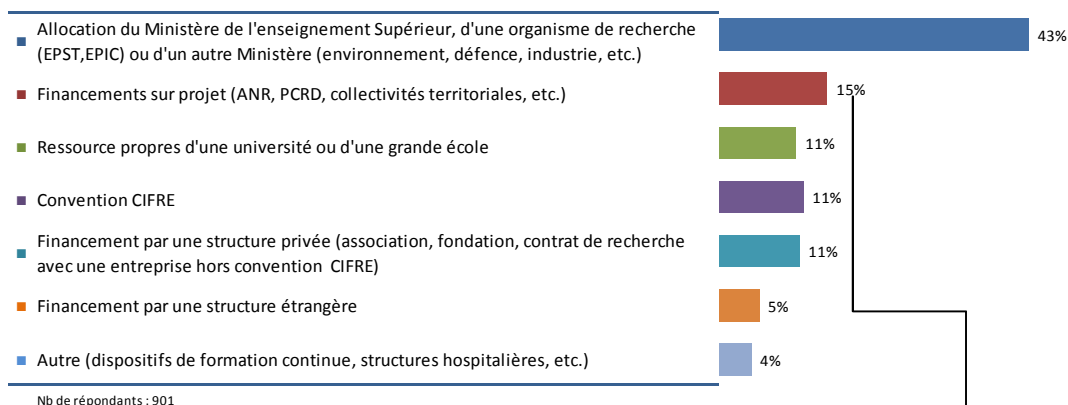 Allocation du Ministère de l'enseignement Supérieur, d'une organisme de recherche
(EPST,EPIC) ou d'un autre Ministère (environnement, défence, industrie, etc.)
43%
Financements sur projet (ANR, PCRD, collectivités territoriales, etc.)
15%
Ressource propres d'une université ou d'une grande école
11%
Convention CIFRE
11%
Financement par une structure privée (association, fondation, contrat de recherche
avec une entreprise hors convention CIFRE)
11%
Financement par une structure étrangère
5%
Autre (dispositifs de formation continue, structures hospitalières, etc.)
4%
Nb de répondants : 901